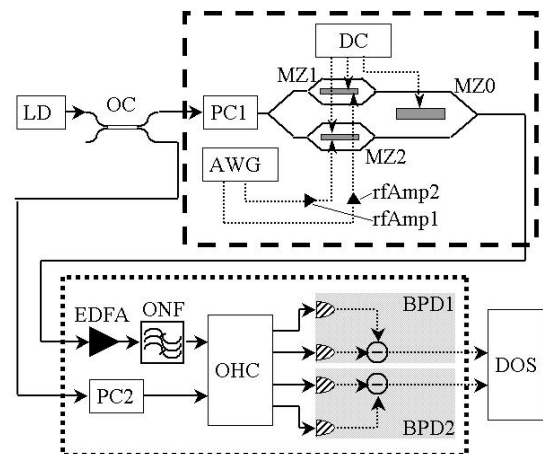 DC
MZ1
MZ0
OC
LD
PC1
MZ2
AWG
rfAmp2
rfAmp1
EDFA
ONF
BPD1
OHC
DOS
PC2
BPD2